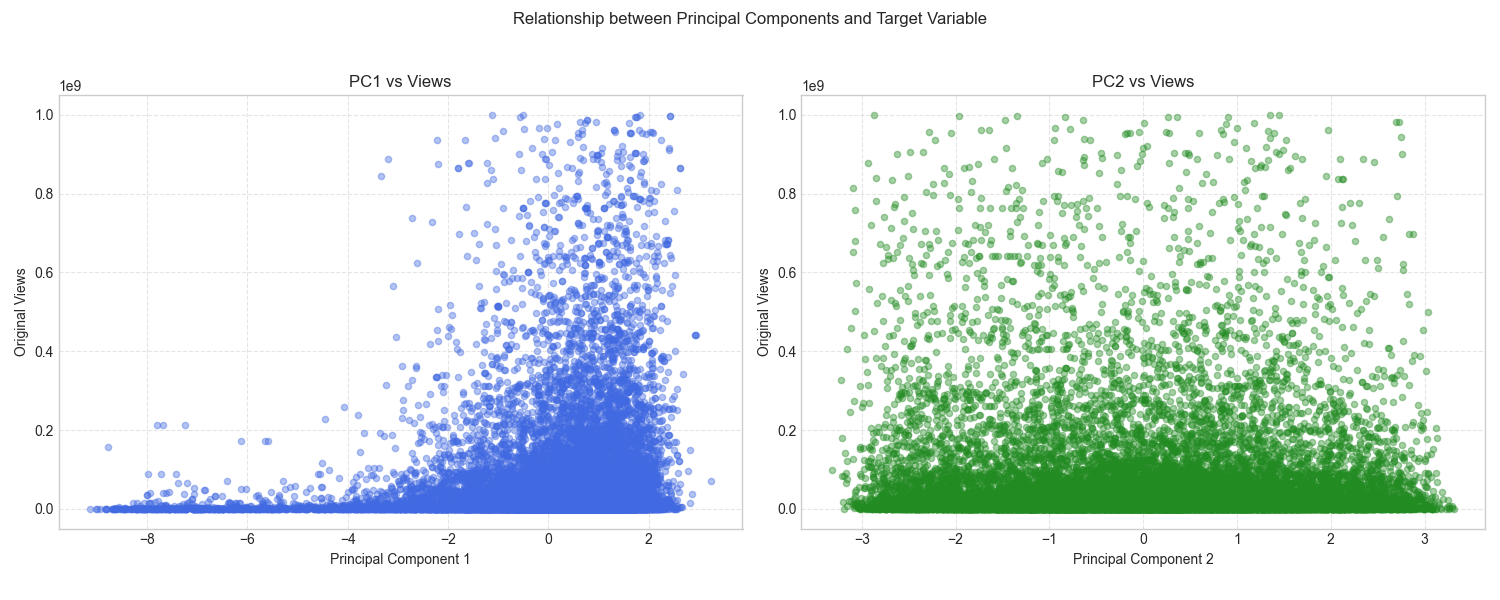 Relationship between Principal Components and Target Variable
PC1 vs Views
1e9
1.0
0.8
0.6
0.4
0.2
0.0
Original Views
−8
−6
−4
−2
0
2
Principal Component 1
PC2 vs Views
1e9
1.0
0.8
0.6
0.4
0.2
0.0
Original Views
−3
−2
−1
0
1
2
3
Principal Component 2